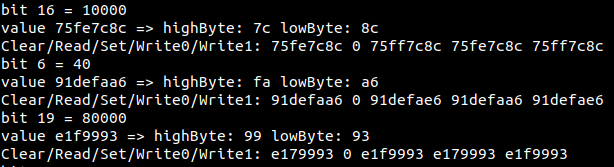 bit 16 = 10000
value 75fe7c8c => highByte: 7c lowByte: 8c
Clear/Read/Set/Write0/Write1: 75fe7c8c 0 75ff7c8c 75fe7c8c 75ff7c8c
bit 6 = 40
value 91defaa6 => highByte: fa lowByte: a6
Clear/Read/Set/Write0/Write1: 91defaa6 0 91defae6 91defaa6 91defae6
bit 19 = 80000
value e1f9993 => highByte: 99 lowByte: 93
Clear/Read/Set/Write0/Write1: e179993 0 e1f9993 e179993 e1f9993